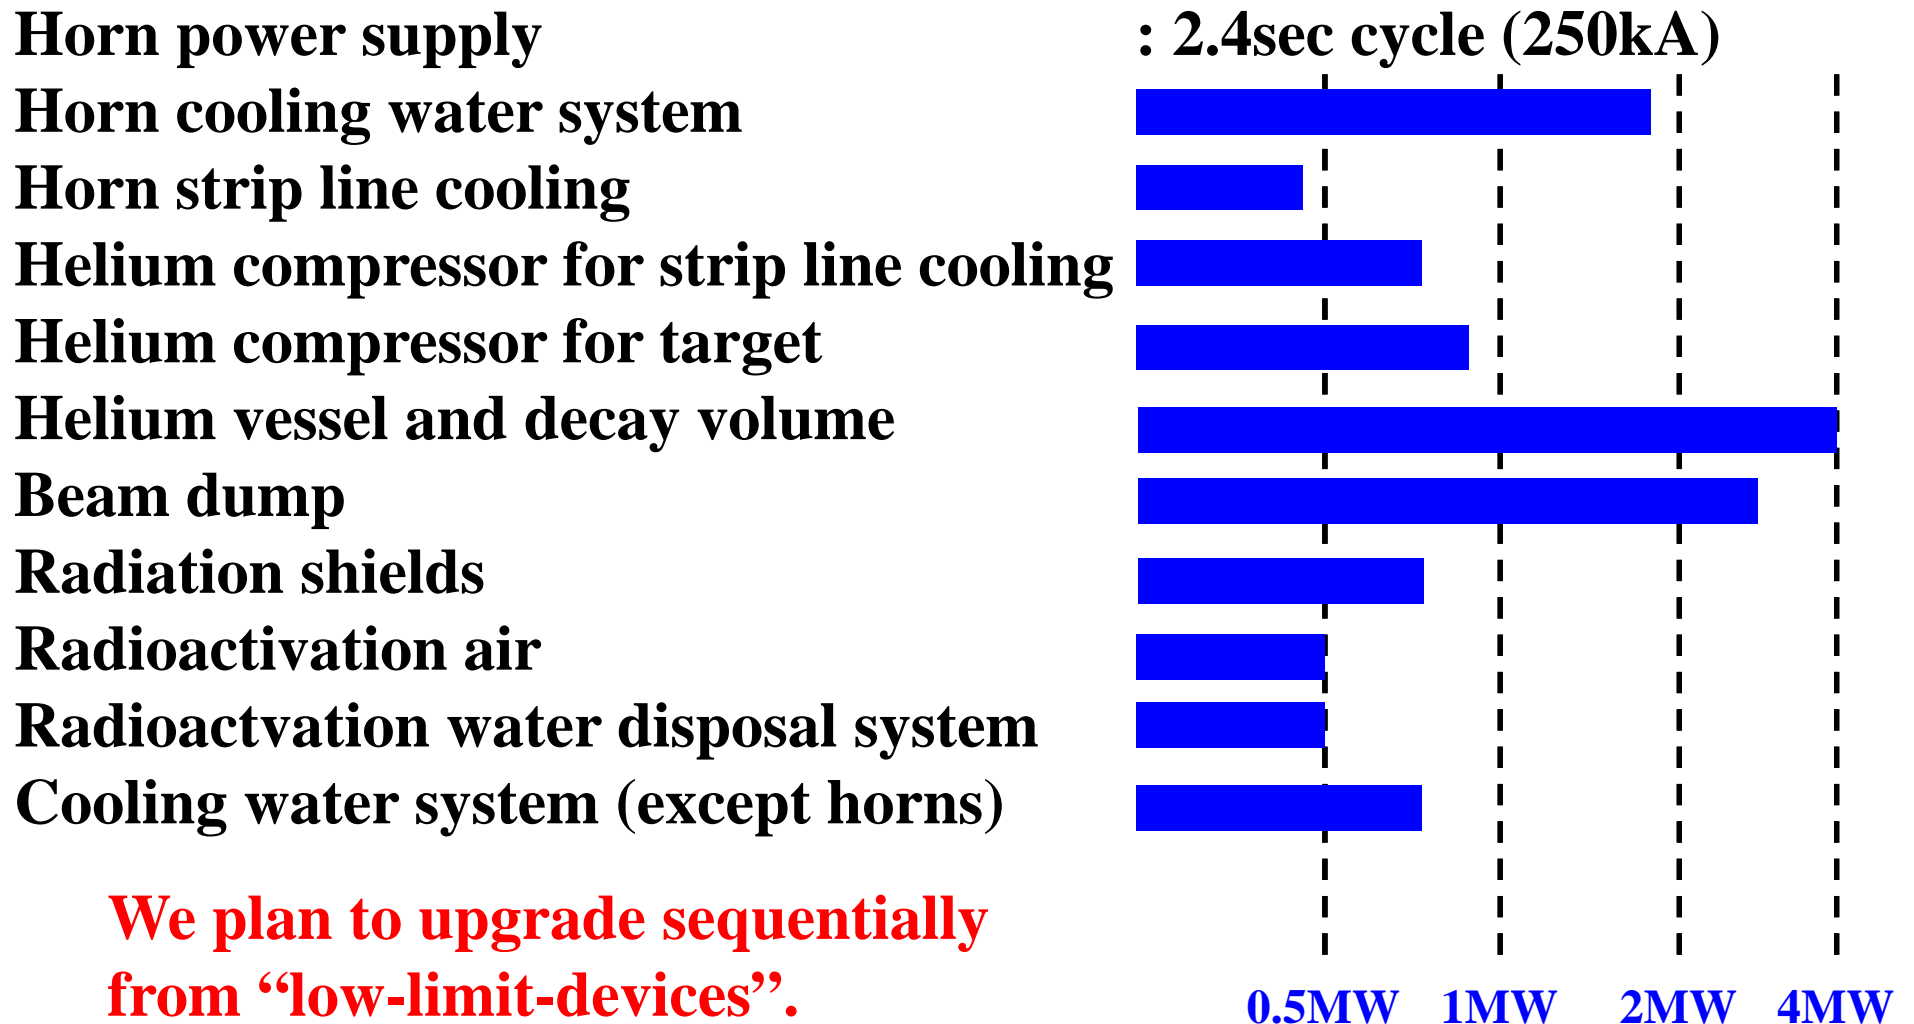 Horn power supply : 2.4sec cycle (250kA)
Horn cooling water system
Horn strip line cooling
Helium compressor for strip line cooling
Helium compressor for target
Helium vessel and decay volume
Beam dump
Radiation shields
Radioactivation air
Radioactvation water disposal system
Cooling water system (except horns)
We plan to upgrade sequentially
from “low-limit-devices”.
0.5MW 1MW 2MW 4MW